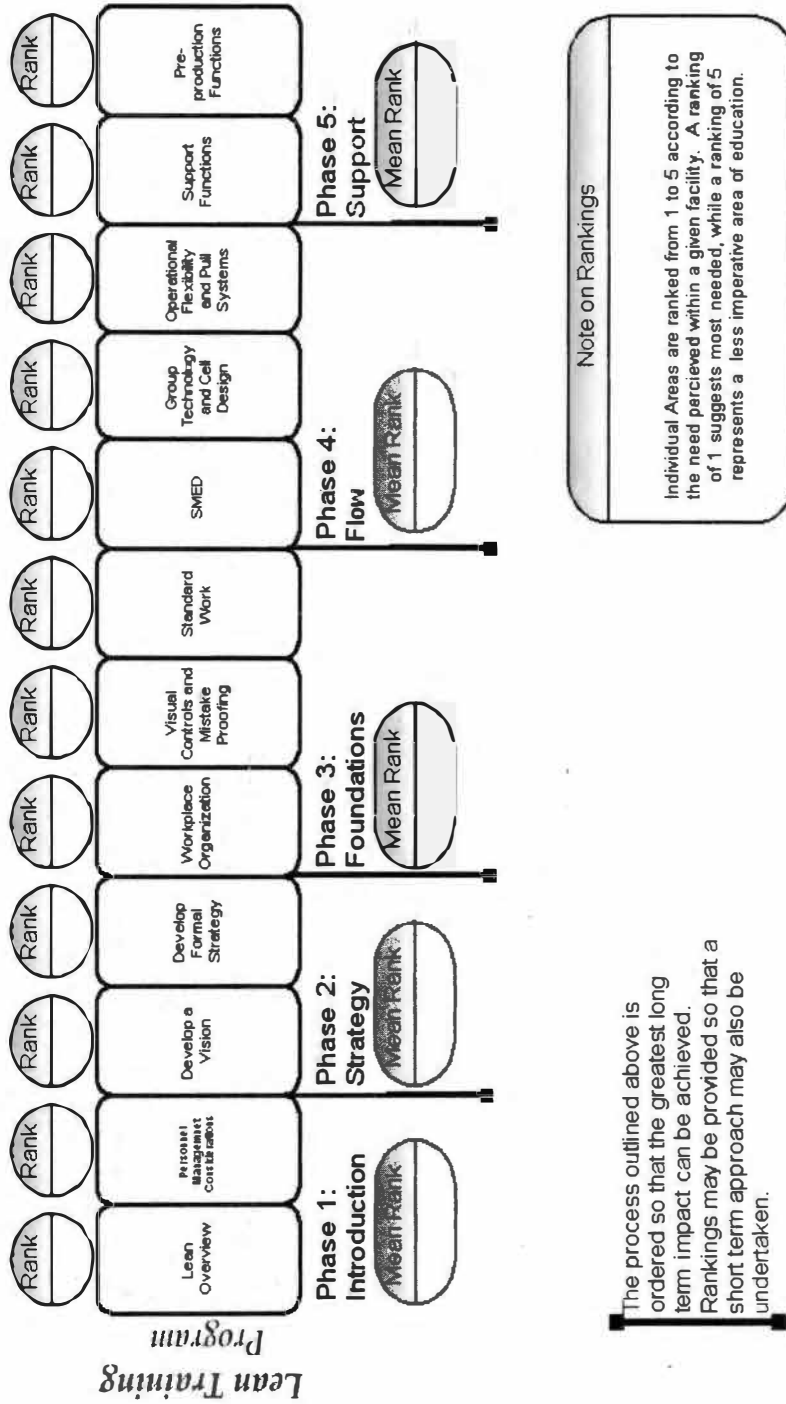 Lean Training
Program
Rank
Rank
Rank
Rank
Rank
Rank
Rank
Rank
Rank
Rank
Rank
Rank
Lean
Overview
Personnel
Management
Considerations
Develop a
Vision
Develop
Formal
Strategy
Workplace
Organization
Visual
Controls and
Mistake
Proofing
Standard
Work
SMED
Group
Technology
and Cell
Design
Operational
Flexibility
and Pull
Systems
Support
Functions
Pre-
production
Functions
Phase 1:
Introduction
Mean Rank
Phase 2:
Strategy
Mean Rank
Phase 3:
Foundations
Mean Rank
Phase 4:
Flow
Mean Rank
Phase 5:
Support
Mean Rank
The process outlined above is
ordered so that the greatest long
term impact can be achieved.
Rankings may be provided so that a
short term approach may also be
undertaken.
Note on Rankings
Individual Areas are ranked from 1 to 5 according to
the need percieved within a given facility. A ranking
of 1 suggests most needed, while a ranking of 5
represents a less imperative area of education.